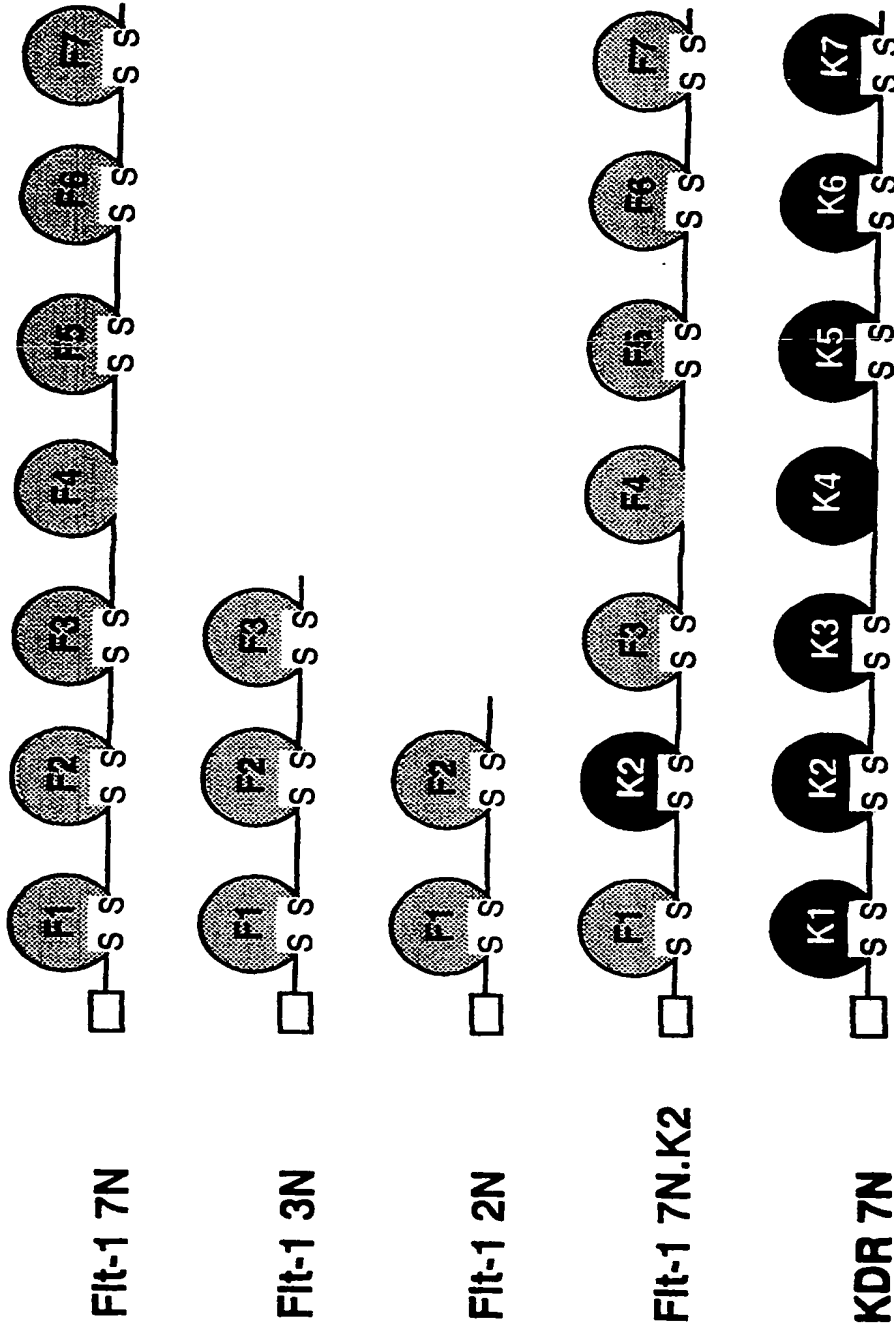 Flt-1 7N
F1 F2 F3 F4 F5 F6 F7
S S S S S S S S S S S S
Flt-1 3N
F1 F2 F3
S S S S S S
Flt-1 2N
F1 F2
S S S S
Flt-1 7N.K2
F1 K2 F3 F4 F5 F6 F7
S S S S S S S S S S S S
KDR 7N
K1 K2 K3 K4 K5 K6 K7
S S S S S S S S S S S S